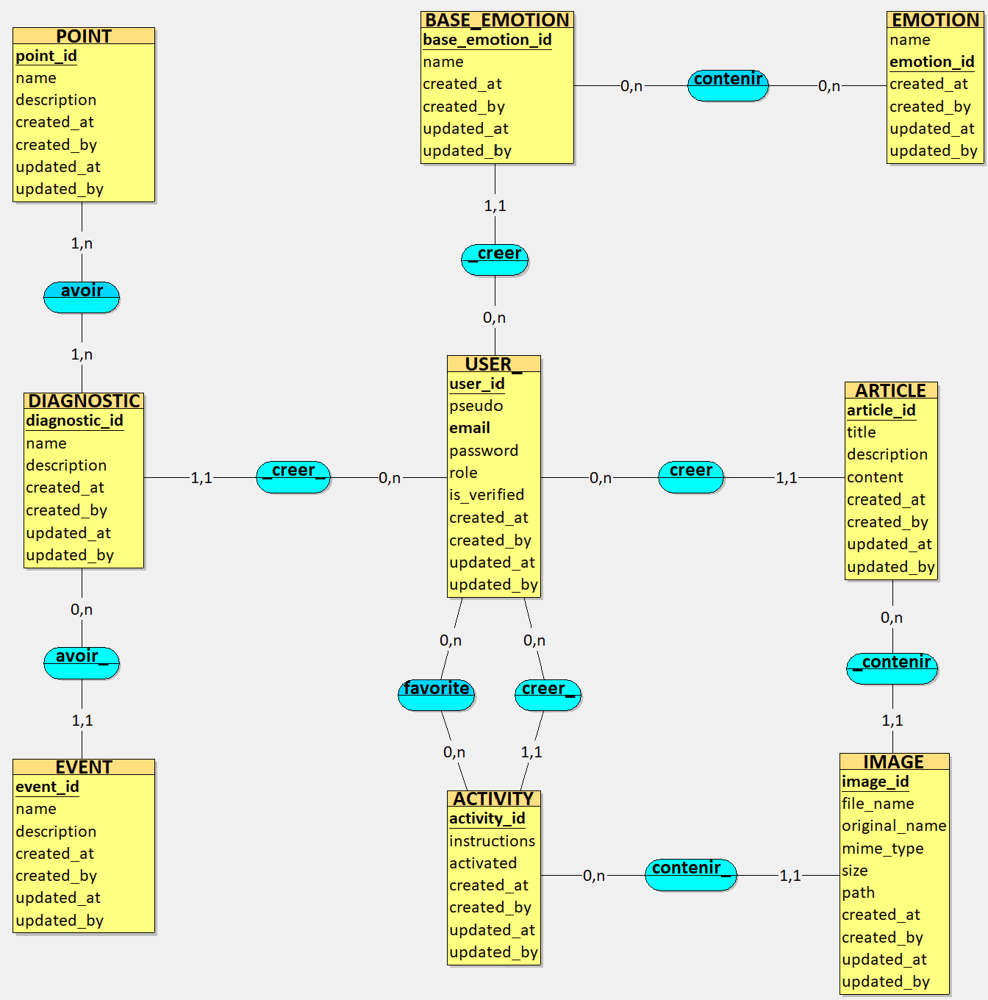 POINT
point_id
name
description
created_at
created_by
updated_at
updated_by
1,n
avoir
1,n
DIAGNOSTIC
diagnostic_id
name
description
created_at
created_by
updated_at
updated_by
0,n
avoir_
1,1
EVENT
event_id
name
description
created_at
created_by
updated_at
updated_by
BASE_EMOTION
base_emotion_id
name
created_at
created_by
updated_at
updated_by
0,n
contenir
0,n
EMOTION
name
emotion_id
created_at
created_by
updated_at
updated_by
1,1
_creer
0,n
1,1
_creer_
0,n
USER_
user_id
pseudo
email
password
role
is_verified
created_at
created_by
updated_at
updated_by
0,n
creer
1,1
ARTICLE
article_id
title
description
content
created_at
created_by
updated_at
updated_by
0,n
favorite
0,n
0,n
creer_
1,1
ACTIVITY
activity_id
instructions
activated
created_at
created_by
updated_at
updated_by
0,n
contenir_
1,1
0,n
_contenir
1,1
IMAGE
image_id
file_name
original_name
mime_type
size
path
created_at
created_by
updated_at
updated_by